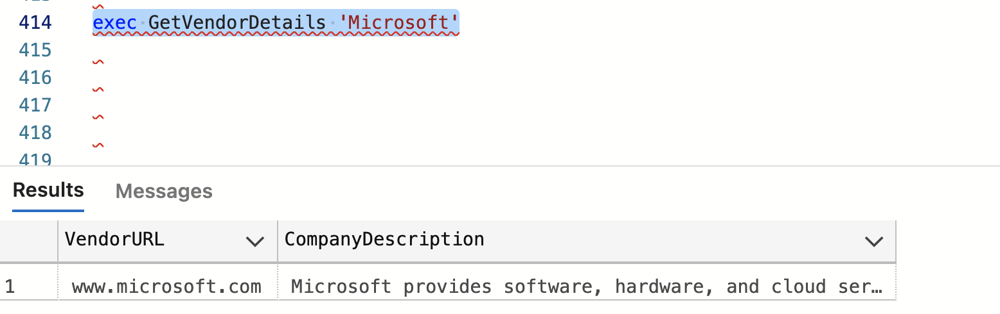 413
414 exec GetVendorDetails 'Microsoft'
415
416
417
418
419
Results Messages
VendorURL CompanyDescription
1 www.microsoft.com Microsoft provides software, hardware, and cloud ser…